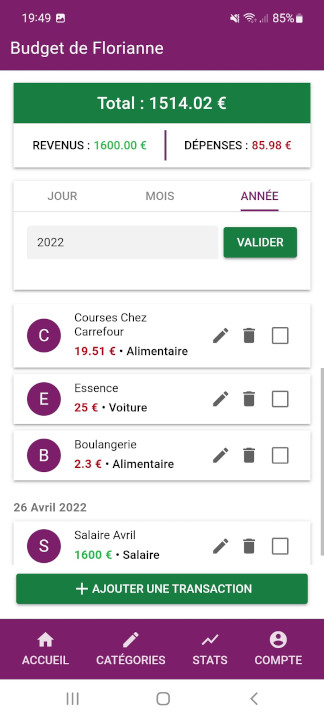 19:49 85%
Budget de Florianne
Total : 1514.02 €
REVENUS : 1600.00 € DÉPENSES : 85.98 €
JOUR MOIS ANNÉE
2022 VALIDER
C
Courses Chez
Carrefour
19.51 € • Alimentaire
E
Essence
25 € • Voiture
B
Boulangerie
2.3 € • Alimentaire
26 Avril 2022
S
Salaire Avril
1600 € • Salaire
+ AJOUTER UNE TRANSACTION
ACCUEIL CATÉGORIES STATS COMPTE